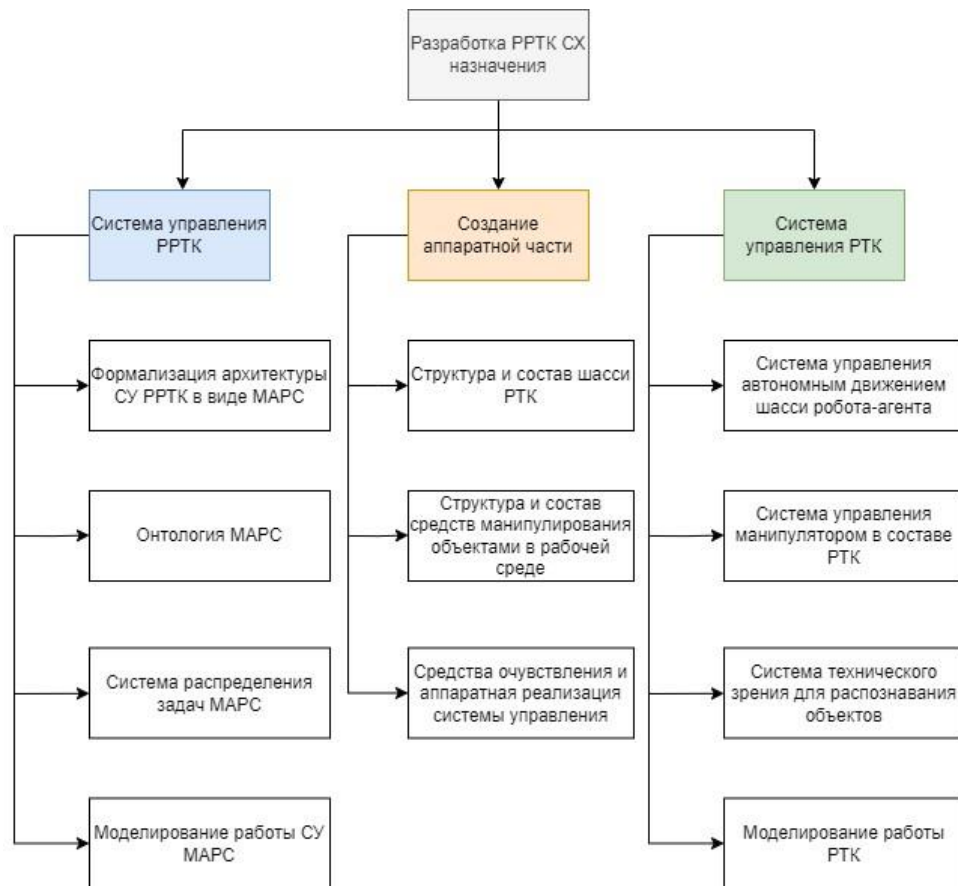 Разработка РРТК СХ
назначения
Система управления
РРТК
Создание
аппаратной части
Система
управления РТК
Формализация архитектуры
СУ РРТК в виде МАРС
Структура и состав шасси
РТК
Система управления
автономным движением
шасси робота-агента
Онтология МАРС
Структура и состав
средств манипулирования
объектами в рабочей
среде
Система управления
манипулятором в составе
РТК
Система распределения
задач МАРС
Средства очувствления и
аппаратная реализация
системы управления
Система технического
зрения для распознавания
объектов
Моделирование работы СУ
МАРС
Моделирование работы
РТК